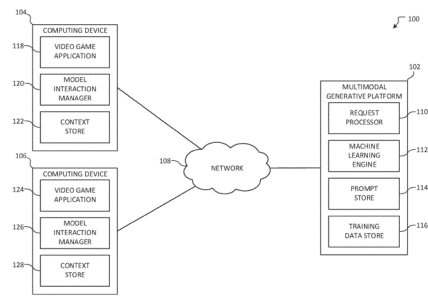 100
104
COMPUTING DEVICE
118
VIDEO GAME
APPLICATION
120
MODEL
INTERACTION
MANAGER
122
CONTEXT
STORE
106
COMPUTING DEVICE
124
VIDEO GAME
APPLICATION
126
MODEL
INTERACTION
MANAGER
128
CONTEXT
STORE
108
NETWORK
102
MULTIMODAL
GENERATIVE PLATFORM
REQUEST
PROCESSOR
110
MACHINE
LEARNING
ENGINE
112
PROMPT
STORE
114
TRAINING
DATA STORE
116